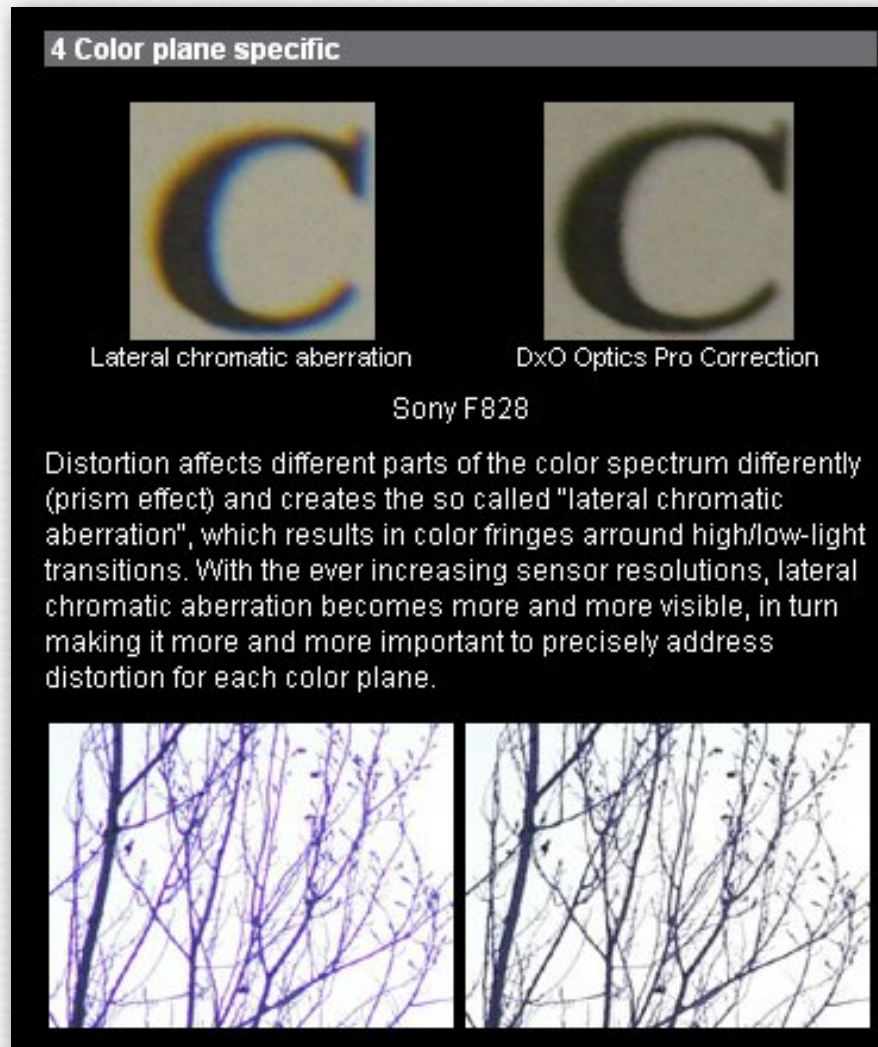 4 Color plane specific
C
C
Lateral chromatic aberration
DxO Optics Pro Correction
Sony F828
Distortion affects different parts of the color spectrum differently
(prism effect) and creates the so called "lateral chromatic
aberration", which results in color fringes arround high/low-light
transitions. With the ever increasing sensor resolutions, lateral
chromatic aberration becomes more and more visible, in turn
making it more and more important to precisely address
distortion for each color plane.